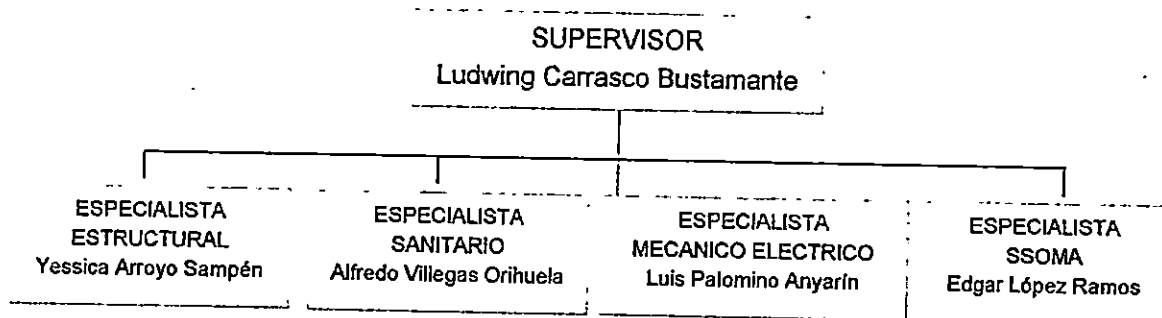 SUPERVISOR
Ludwing Carrasco Bustamante
ESPECIALISTA
ESTRUCTURAL
Yessica Arroyo Sampén
ESPECIALISTA
SANITARIO
Alfredo Villegas Orihuela
ESPECIALISTA
MECANICO ELECTRICO
Luis Palomino Anyarín
ESPECIALISTA
SSOMA
Edgar López Ramos